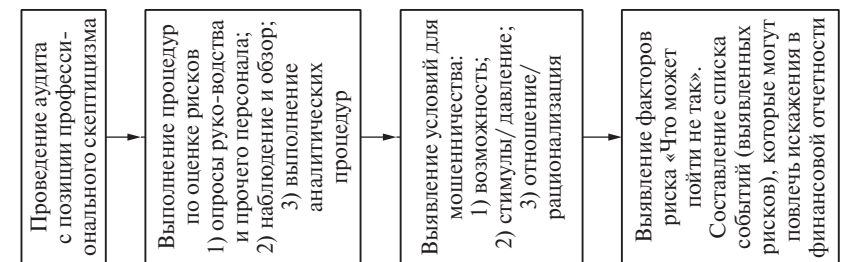 Проведение аудита
с позиции професси-
онального скептицизма
Выполнение процедур
по оценке рисков
1) опросы руко-водства
и прочего персонала;
2) наблюдение и обзор;
3) выполнение
аналитических
процедур
Выявление условий для
мошенничества:
1) возможность;
2) стимулы/давление;
3) отношение/
рационализация
Выявление факторов
риска «Что может
пойти не так».
Составление списка
событий (выявленных
рисков), которые могут
повлечь искажения в
финансовой отчетности